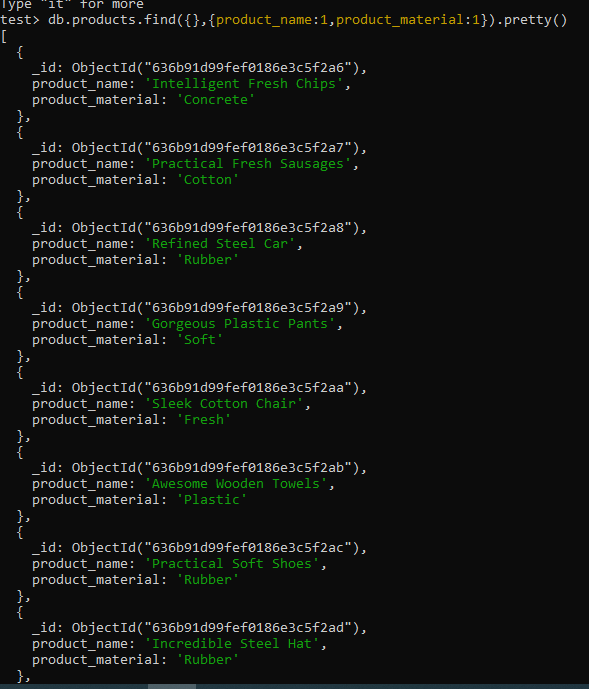 Type "it" for more
test> db.products.find({},{product_name:1,product_material:1}).pretty()
[
  {
    _id: ObjectId("636b91d99fef0186e3c5f2a6"),
    product_name: 'Intelligent Fresh Chips',
    product_material: 'Concrete'
  },
  {
    _id: ObjectId("636b91d99fef0186e3c5f2a7"),
    product_name: 'Practical Fresh Sausages',
    product_material: 'Cotton'
  },
  {
    _id: ObjectId("636b91d99fef0186e3c5f2a8"),
    product_name: 'Refined Steel Car',
    product_material: 'Rubber'
  },
  {
    _id: ObjectId("636b91d99fef0186e3c5f2a9"),
    product_name: 'Gorgeous Plastic Pants',
    product_material: 'Soft'
  },
  {
    _id: ObjectId("636b91d99fef0186e3c5f2aa"),
    product_name: 'Sleek Cotton Chair',
    product_material: 'Fresh'
  },
  {
    _id: ObjectId("636b91d99fef0186e3c5f2ab"),
    product_name: 'Awesome Wooden Towels',
    product_material: 'Plastic'
  },
  {
    _id: ObjectId("636b91d99fef0186e3c5f2ac"),
    product_name: 'Practical Soft Shoes',
    product_material: 'Rubber'
  },
  {
    _id: ObjectId("636b91d99fef0186e3c5f2ad"),
    product_name: 'Incredible Steel Hat',
    product_material: 'Rubber'
  },